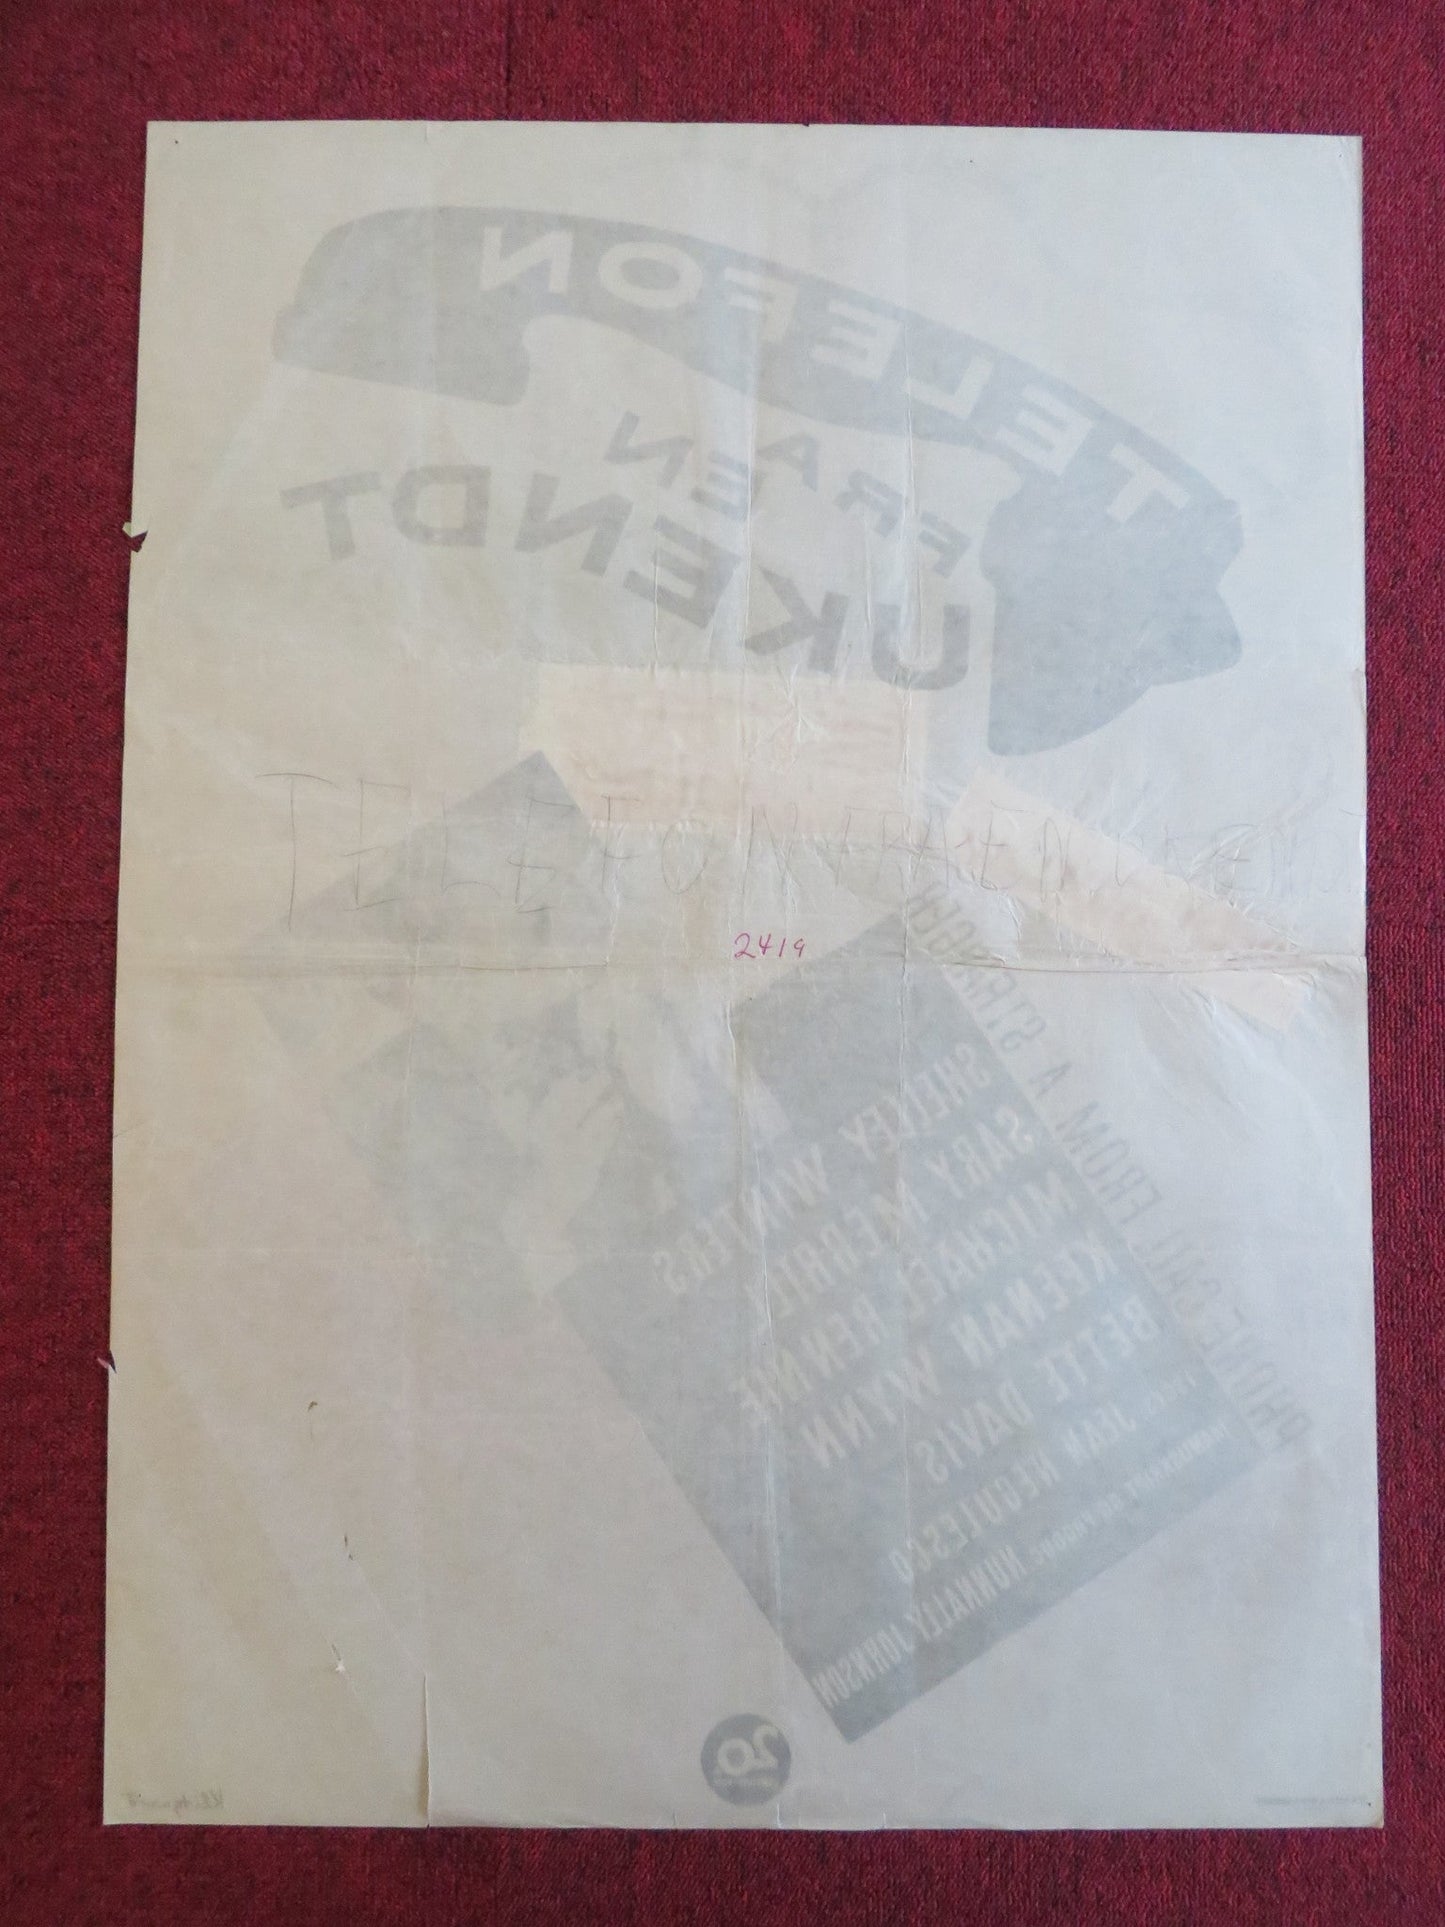 TELEFON
FRA EN
UKENDT
TELEFON FRA EN UKENDT
2419
PHONE CALL FROM A STRANGER
SHELLEY WINTERS
GARY MERRILL
MICHAEL RENNIE
KEENAN WYNN
BETTE DAVIS
JEAN NEGULESCO
NUNNALLY JOHNSON
20